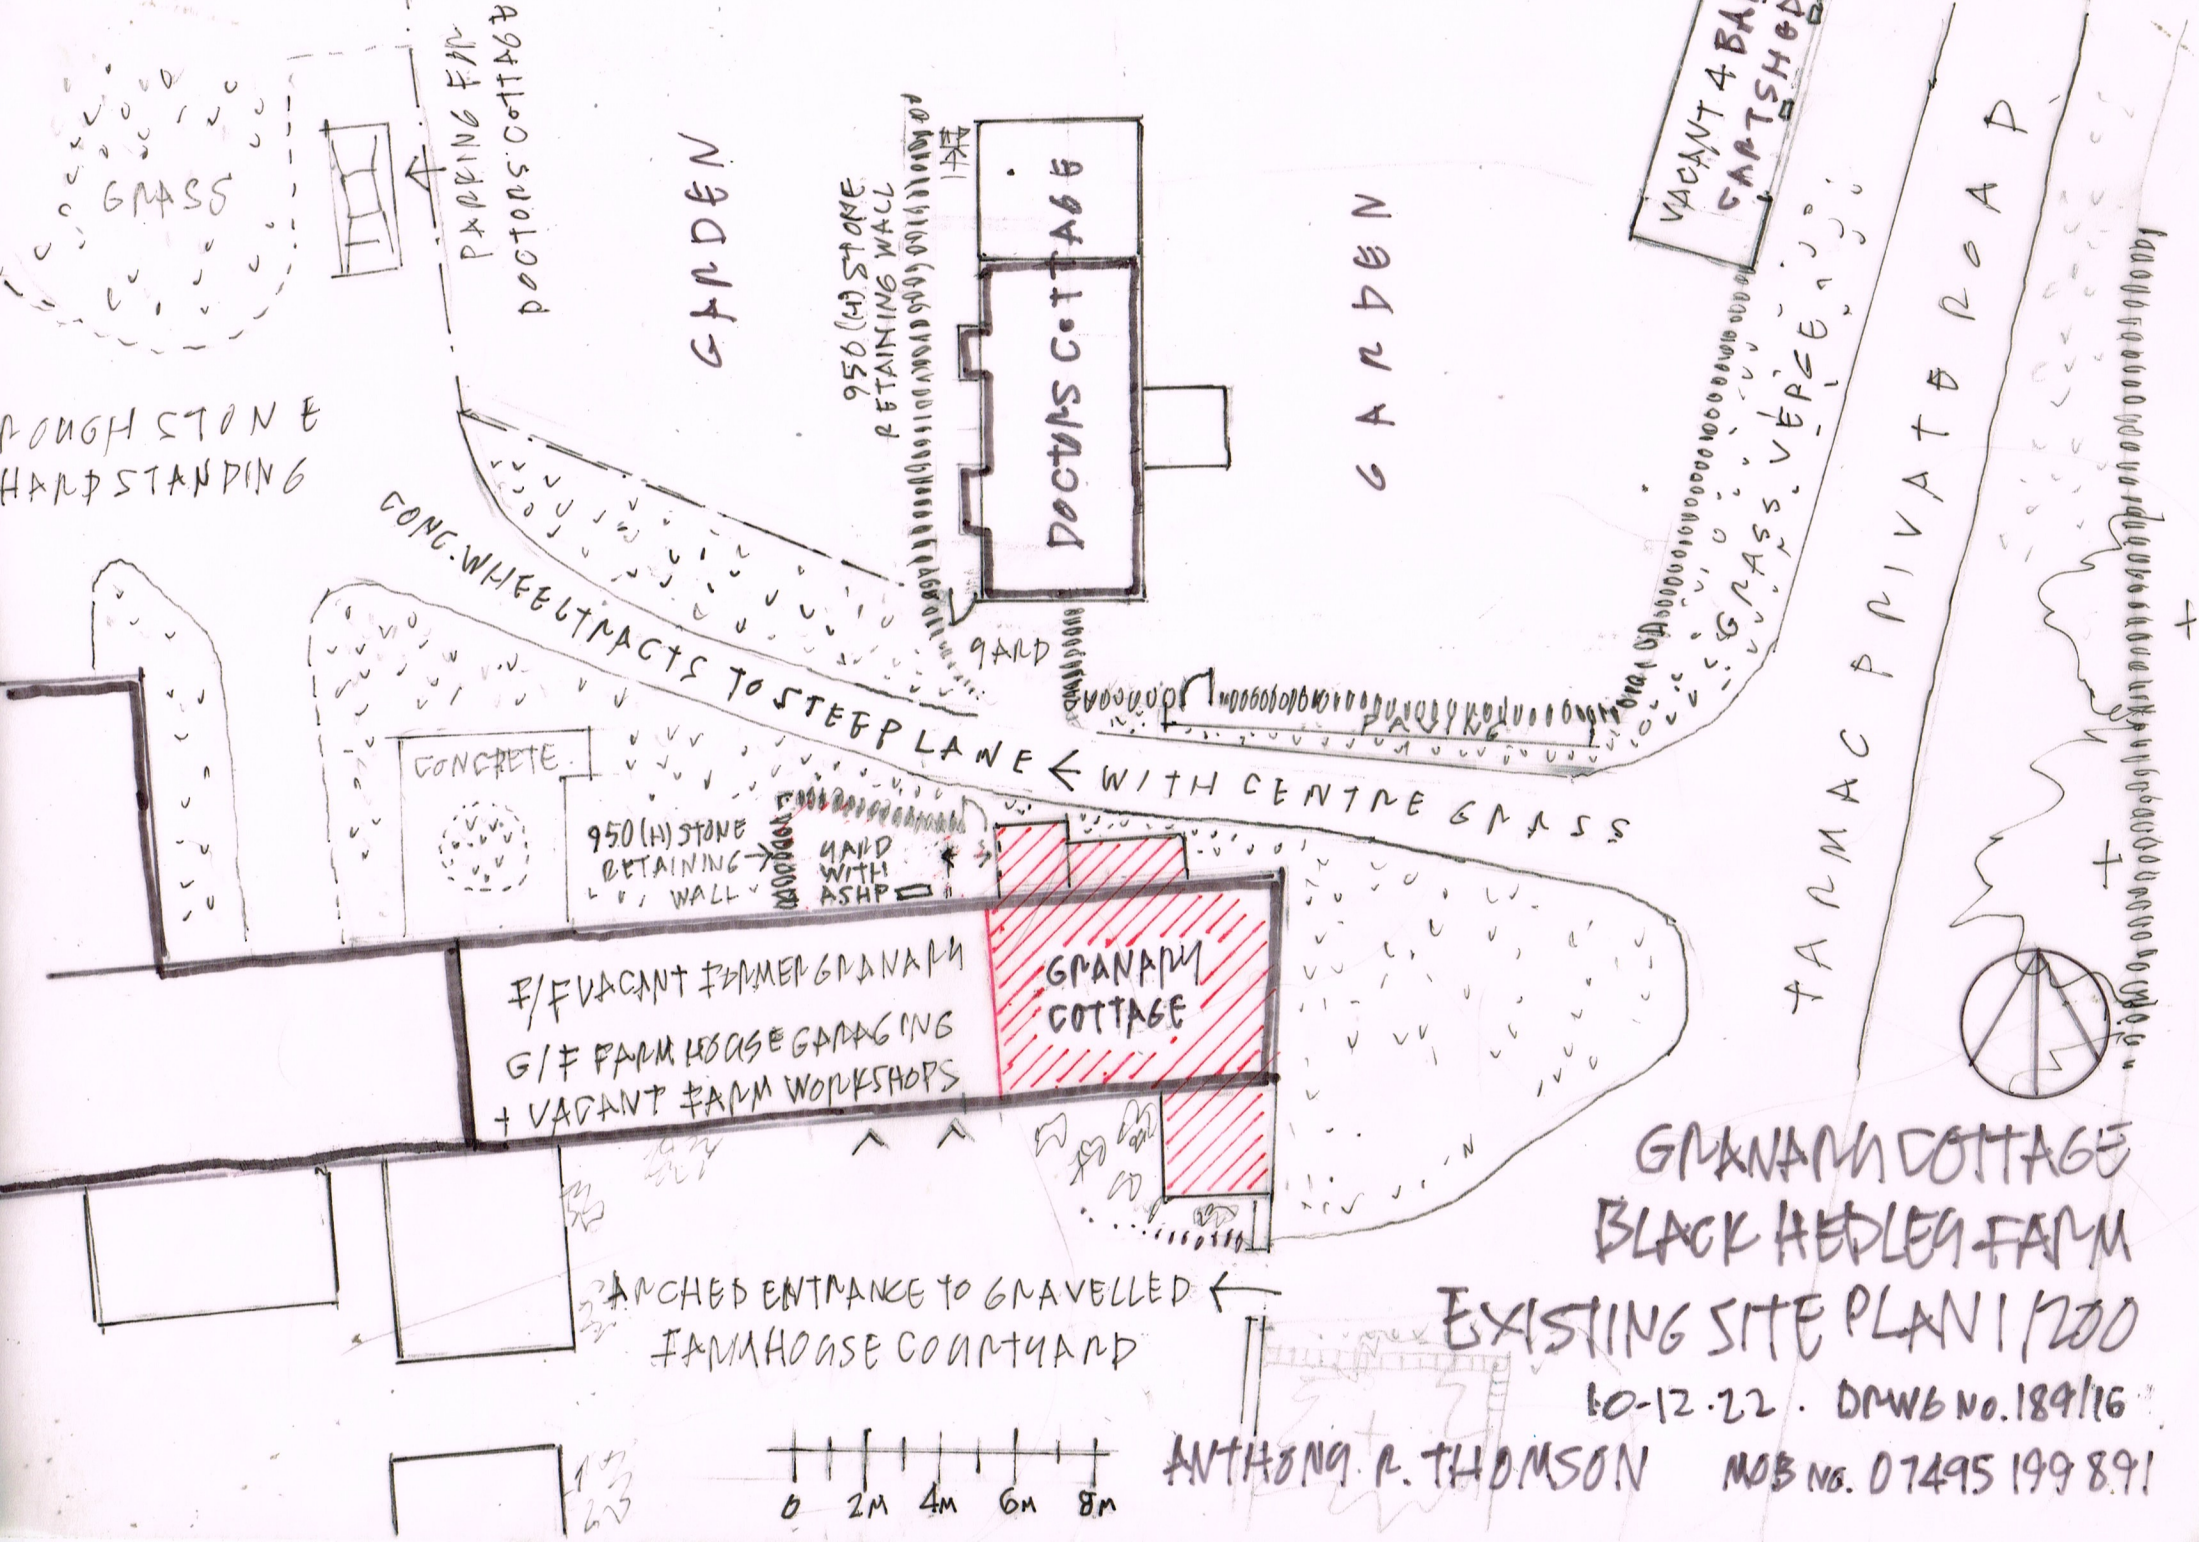 PARKING FOR
DOCTORS COTTAGE
GRASS
GARDEN
950 (H) STONE
RETAINING WALL
DOCTORS COTTAGE
GARDEN
VACANT 4 BA
CARTSHED
GRASS VERGE
TARMAC PRIVATE ROAD
ROUGH STONE
HARDSTANDING
CONC. WHEELTRACTS TO STEEP LANE ← WITH CENTRE GRASS
YARD
PAVING
CONCRETE
950 (H) STONE
RETAINING
WALL
YARD
WITH
ASHP
F/F VACANT FORMER GRANARY
G/F FARMHOUSE GARAGING
+ VACANT FARM WORKSHOPS
GRANARY
COTTAGE
ARCHED ENTRANCE TO GRAVELLED ←
FARMHOUSE COURTYARD
GRANARY COTTAGE
BLACK HEDLEY FARM
EXISTING SITE PLAN 1/200
10-12-22. DRWG NO. 189/16
ANTHONY. R. THOMSON MOB NO. 07495 199 891
0 2M 4M 6M 8M